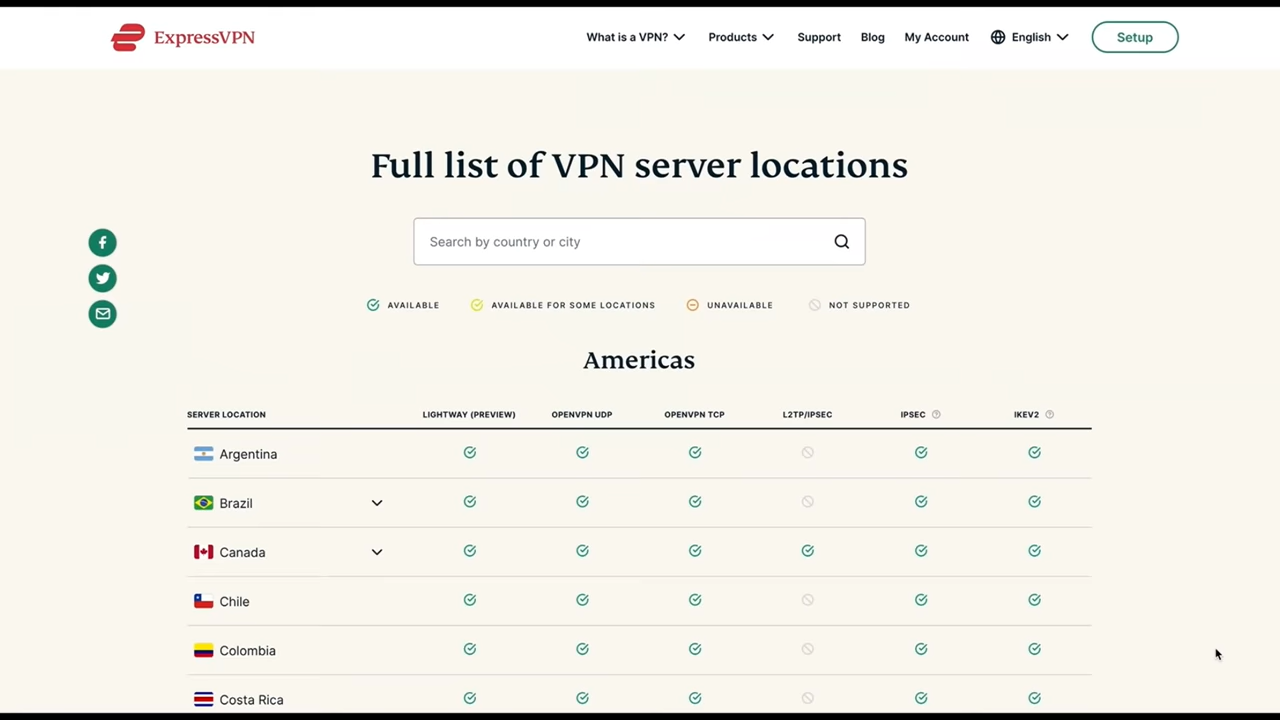 ExpressVPN
What is a VPN? Products Support Blog My Account English Setup
Full list of VPN server locations
Search by country or city
AVAILABLE AVAILABLE FOR SOME LOCATIONS UNAVAILABLE NOT SUPPORTED
Americas
SERVER LOCATION LIGHTWAY (PREVIEW) OPENVPN UDP OPENVPN TCP L2TP/IPSEC IPSEC IKEV2
Argentina
Brazil
Canada
Chile
Colombia
Costa Rica